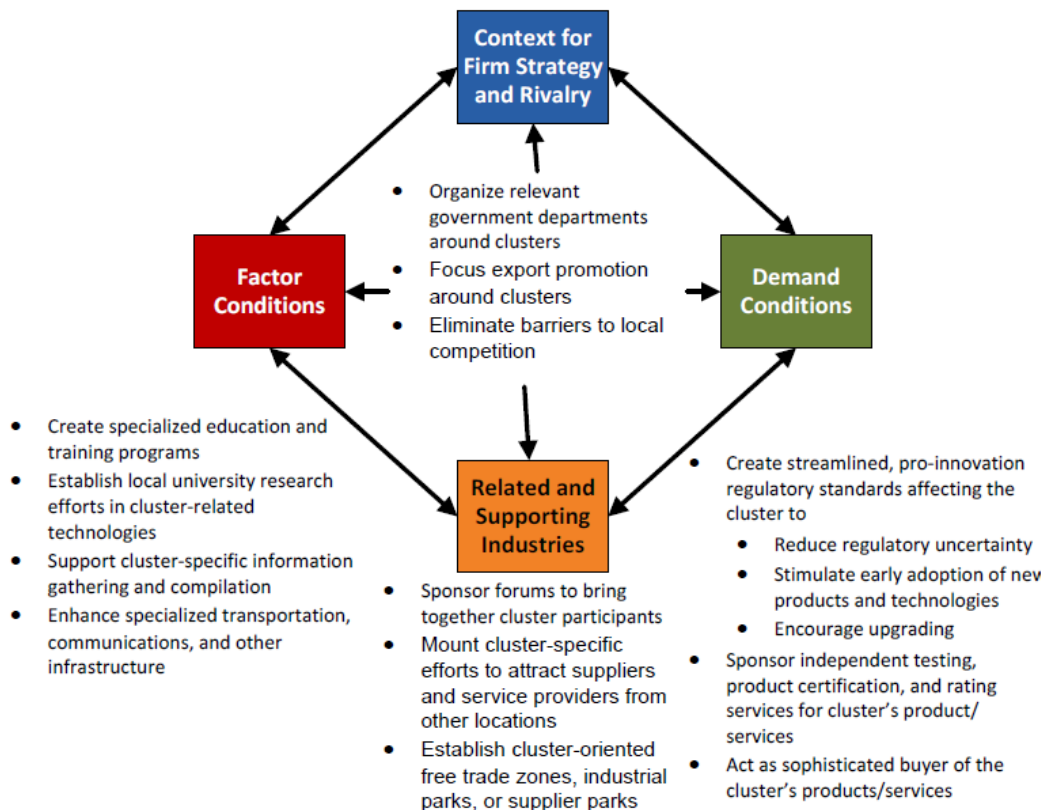 Context for
Firm Strategy
and Rivalry
• Organize relevant
government departments
around clusters
• Focus export promotion
around clusters
• Eliminate barriers to local
competition
Factor
Conditions
Demand
Conditions
• Create specialized education and
training programs
• Establish local university research
efforts in cluster-related
technologies
• Support cluster-specific information
gathering and compilation
• Enhance specialized transportation,
communications, and other
infrastructure
Related and
Supporting
Industries
• Sponsor forums to bring
together cluster participants
• Mount cluster-specific
efforts to attract suppliers
and service providers from
other locations
• Establish cluster-oriented
free trade zones, industrial
parks, or supplier parks
• Create streamlined, pro-innovation
regulatory standards affecting the
cluster to
• Reduce regulatory uncertainty
• Stimulate early adoption of new
products and technologies
• Encourage upgrading
• Sponsor independent testing,
product certification, and rating
services for cluster's product/
services
• Act as sophisticated buyer of the
cluster's products/services